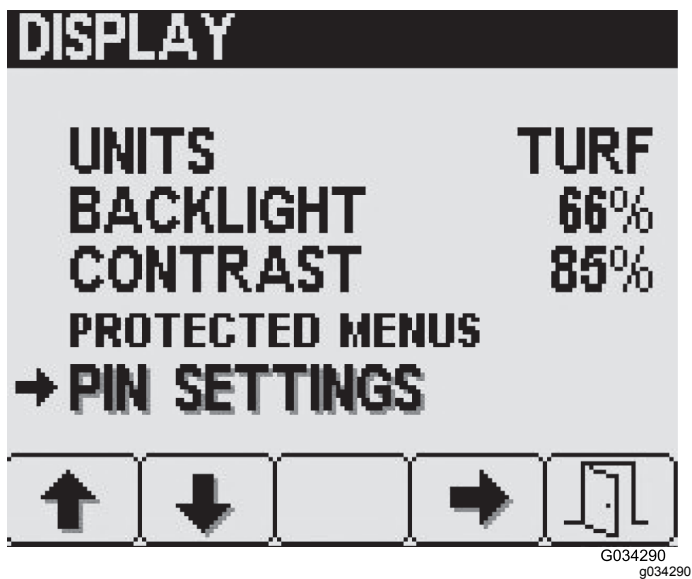 DISPLAY
UNITS TURF
BACKLIGHT 66%
CONTRAST 85%
PROTECTED MENUS
PIN SETTINGS
G034290
g034290